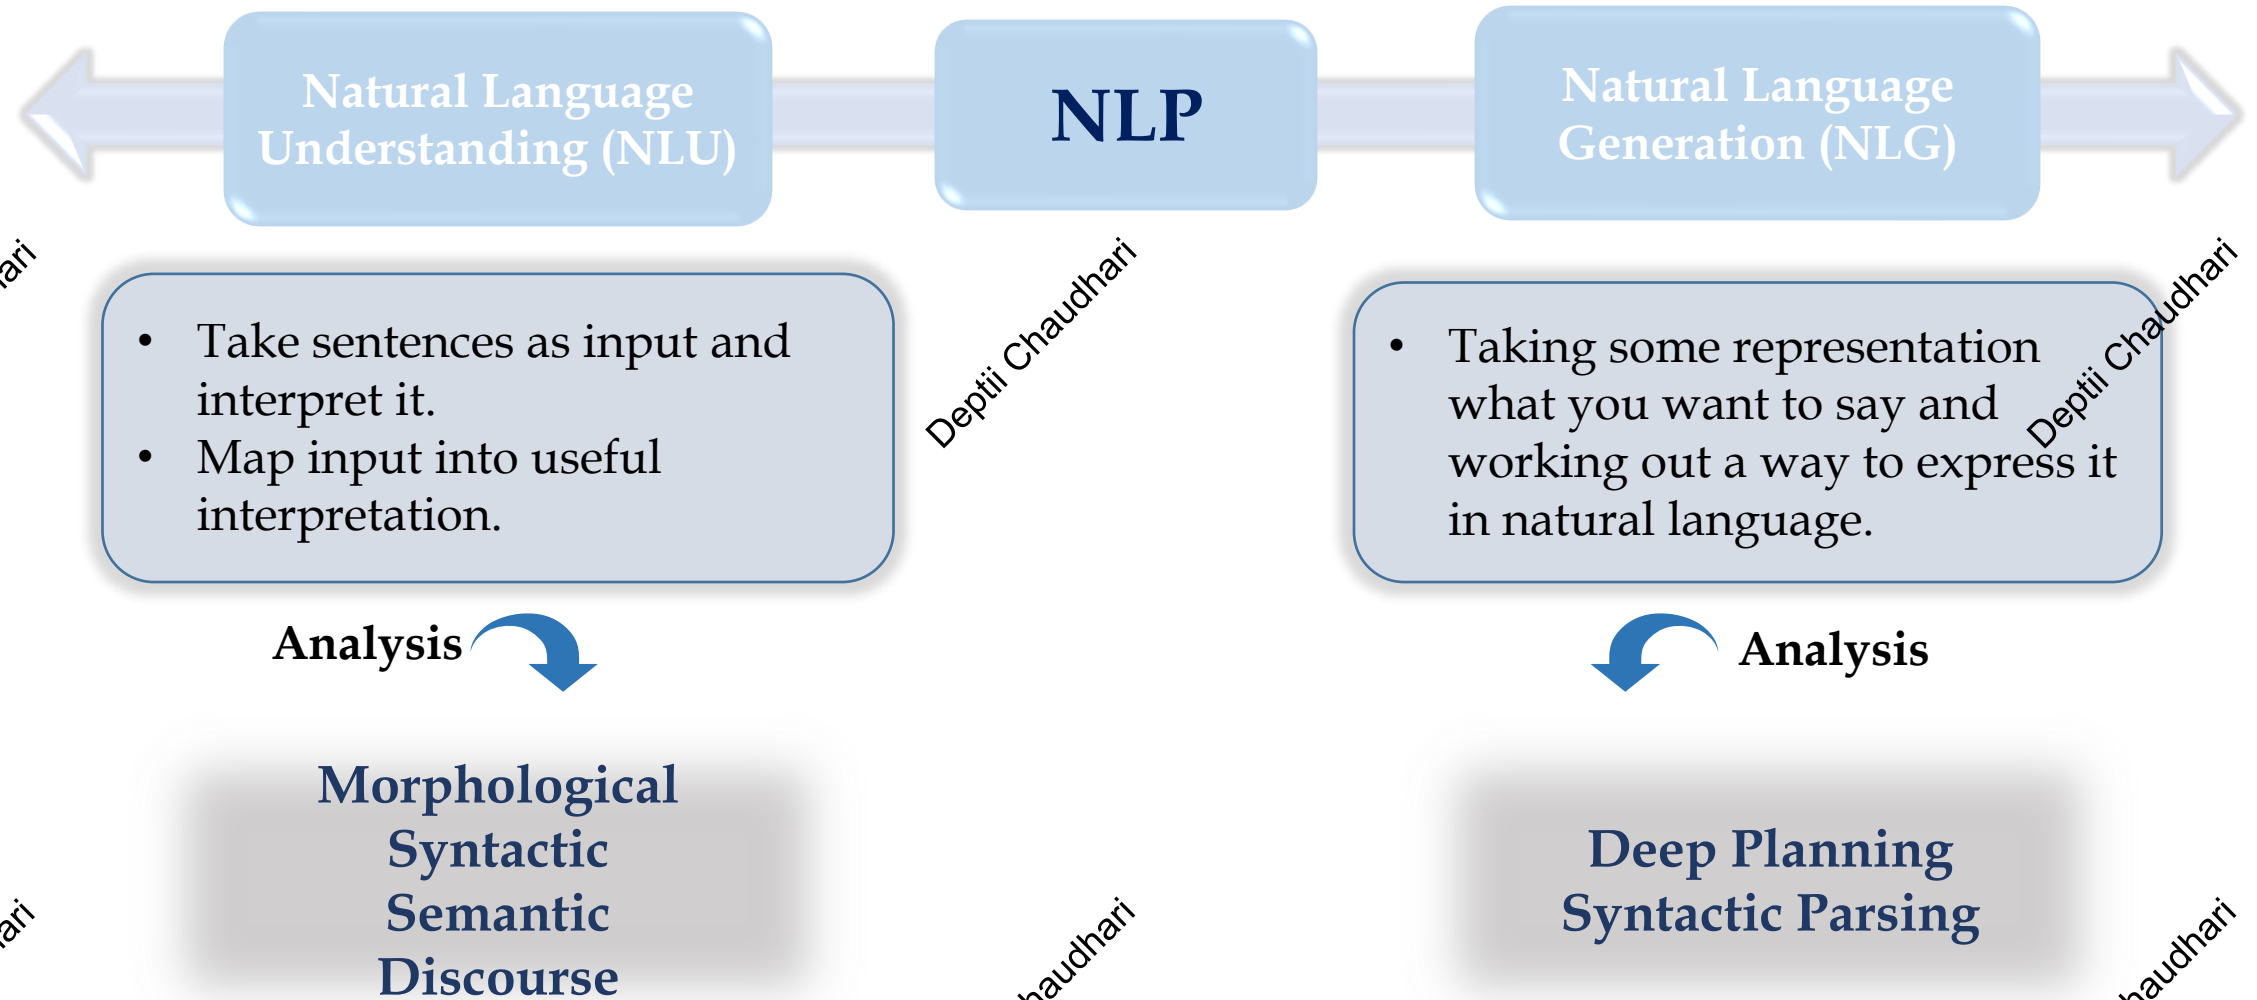 Natural Language
Understanding (NLU)
NLP
Natural Language
Generation (NLG)
• Take sentences as input and
interpret it.
• Map input into useful
interpretation.
• Taking some representation
what you want to say and
working out a way to express it
in natural language.
Deptii Chaudhari
Deptii Chaudhari
Analysis
Analysis
Morphological
Syntactic
Semantic
Discourse
Deep Planning
Syntactic Parsing